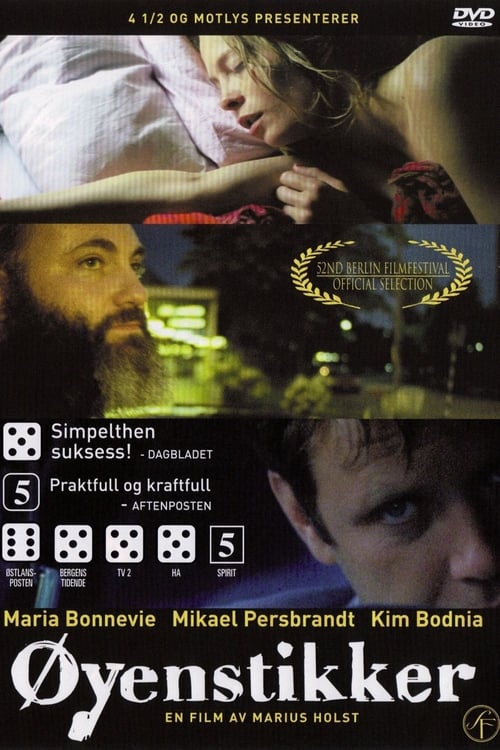 4 1/2 OG MOTLYS PRESENTERER
DVD
VIDEO
52ND BERLIN FILMFESTIVAL
OFFICIAL SELECTION
Simpelthen
suksess! - DAGBLADET
5 Praktfull og kraftfull
- AFTENPOSTEN
5
ØSTLANS-
POSTEN
BERGENS
TIDENDE
TV 2
HA
SPIRIT
Maria Bonnevie Mikael Persbrandt Kim Bodnia
Øyenstikker
EN FILM AV MARIUS HOLST
SF